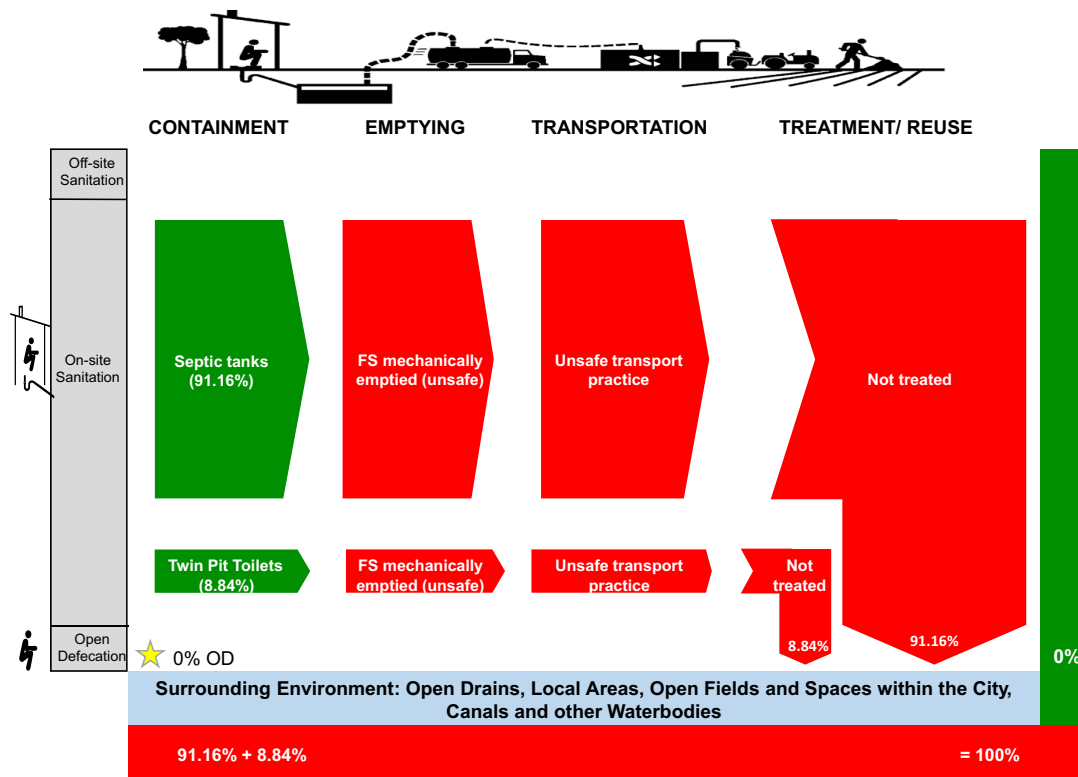 CONTAINMENT
EMPTYING
TRANSPORTATION
TREATMENT/ REUSE
Off-site
Sanitation
On-site
Sanitation
Septic tanks
(91.16%)
FS mechanically
emptied (unsafe)
Unsafe transport
practice
Not treated
Twin Pit Toilets
(8.84%)
FS mechanically
emptied (unsafe)
Unsafe transport
practice
Not
treated
8.84%
91.16%
Open
Defecation
0% OD
0%
Surrounding Environment: Open Drains, Local Areas, Open Fields and Spaces within the City,
Canals and other Waterbodies
91.16% + 8.84%
= 100%